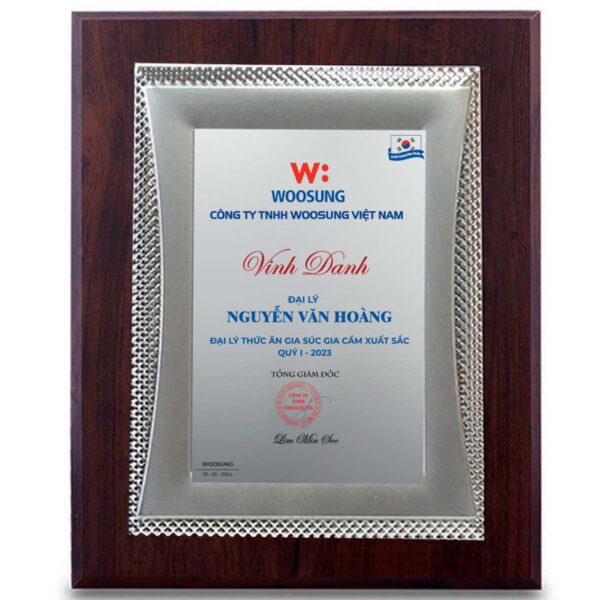 W:
WOOSUNG
CÔNG TY TNHH WOOSUNG VIỆT NAM
Vinh Danh
ĐẠI LÝ
NGUYỄN VĂN HOÀNG
ĐẠI LÝ THỨC ĂN GIA SÚC GIA CẦM XUẤT SẮC
QUÝ I - 2023
TỔNG GIÁM ĐỐC
CÔNG TY
TNHH
Lim Min Soo
WOOSUNG